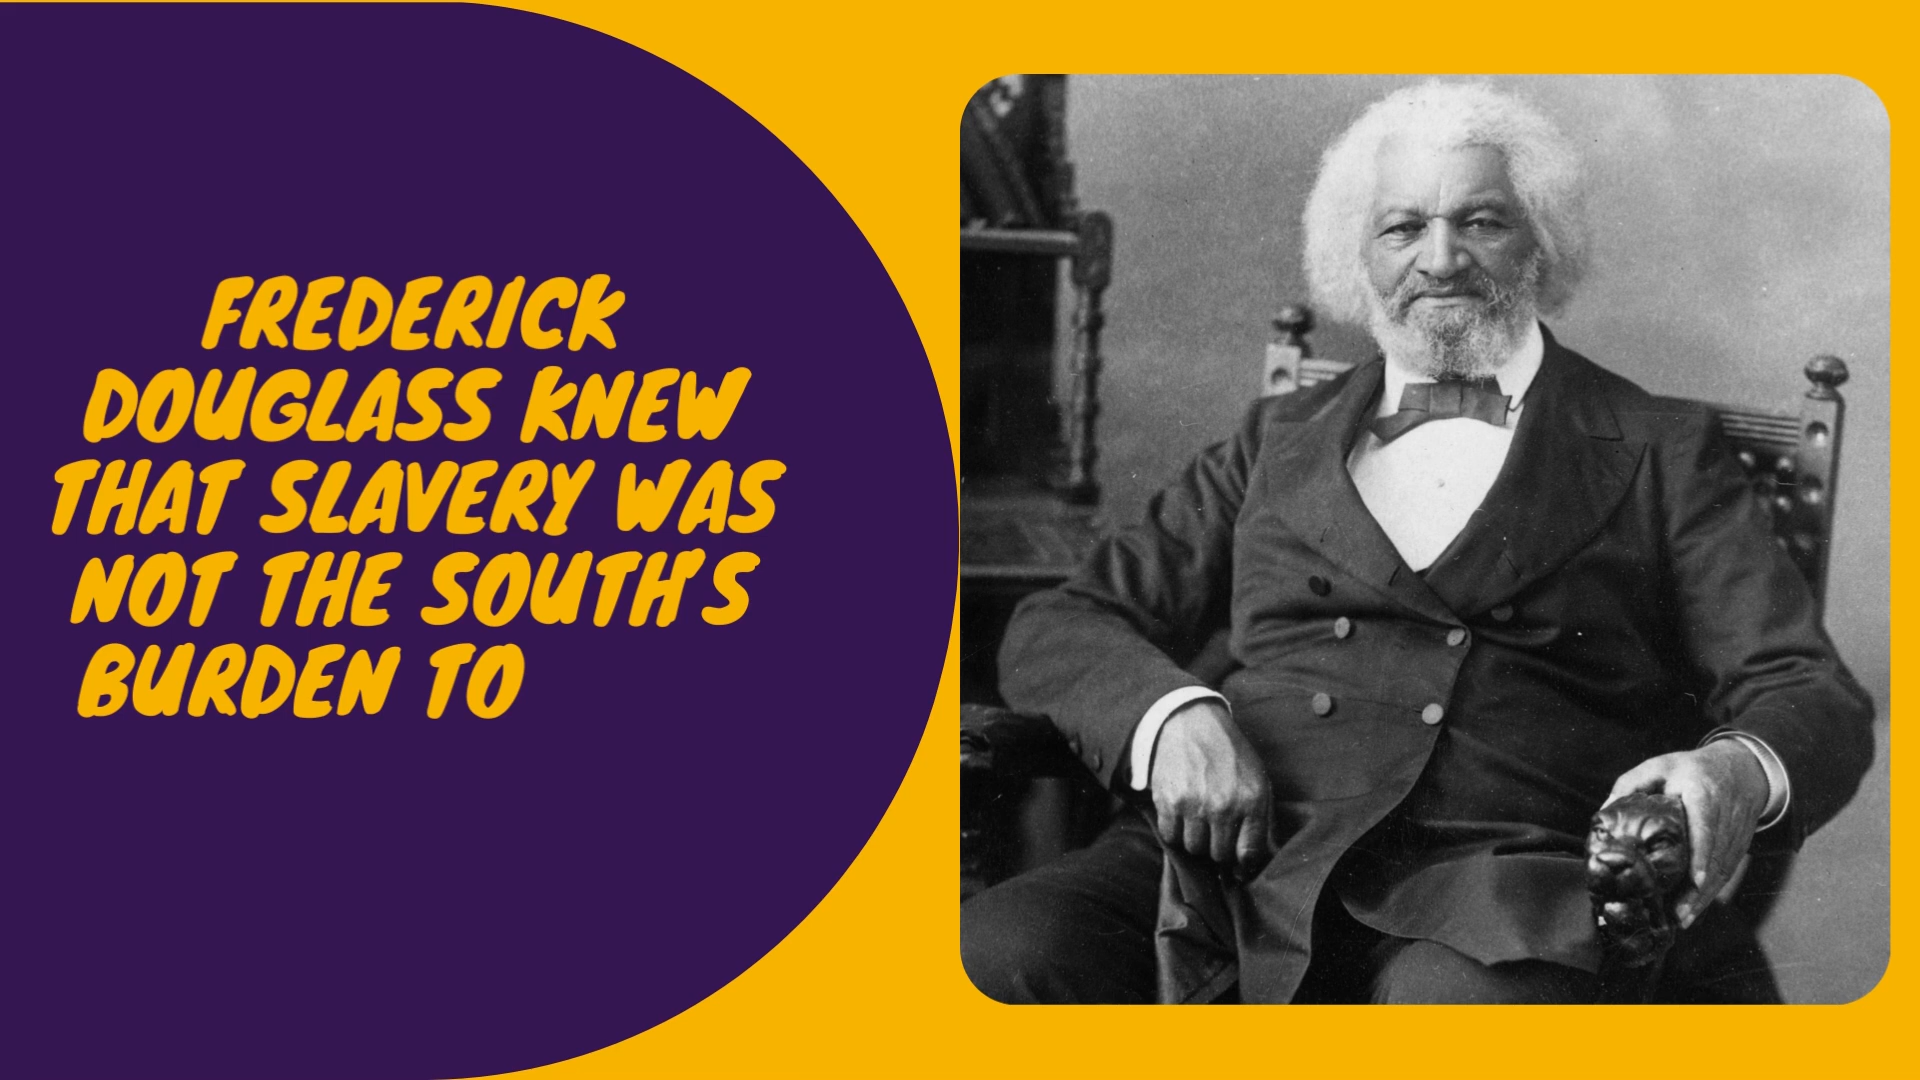 FREDERICK
DOUGLASS KNEW
THAT SLAVERY WAS
NOT THE SOUTH'S
BURDEN TO